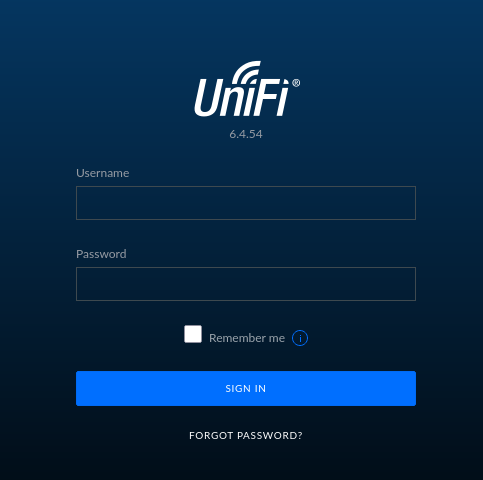 UniFi®
6.4.54
Username
Password
Remember me
SIGN IN
FORGOT PASSWORD?